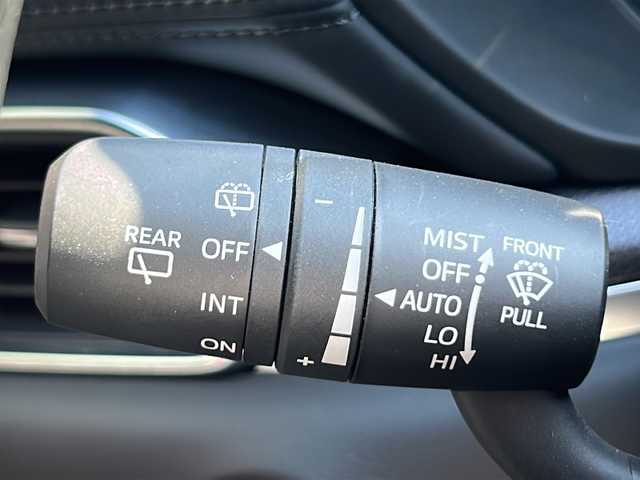 REAR
OFF
INT
ON
−
+
MIST
OFF
AUTO
LO
HI
FRONT
PULL